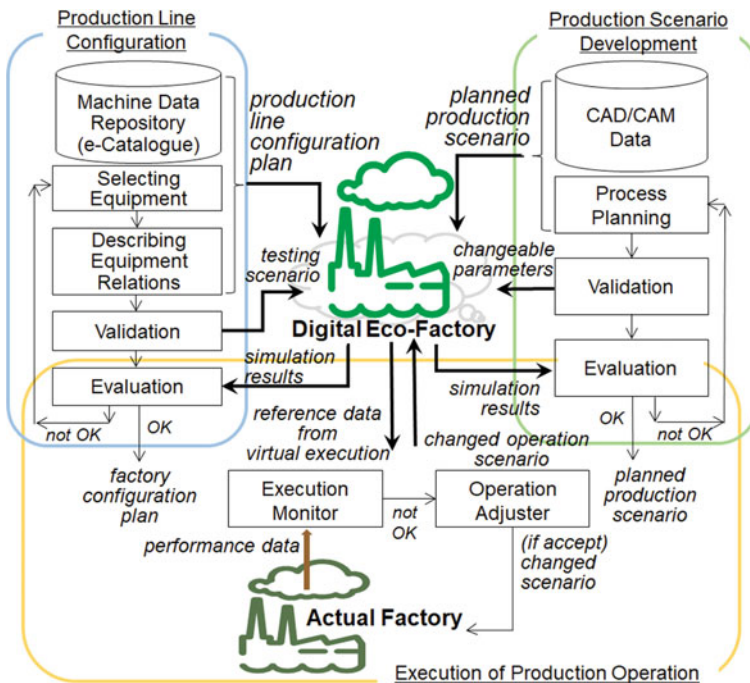 Production Line
Configuration
Machine Data
Repository
(e-Catalogue)
Selecting
Equipment
Describing
Equipment
Relations
Validation
Evaluation
not OK
OK
factory
configuration
plan
production
line
configuration
plan
testing
scenario
simulation
results
Digital Eco-Factory
Production Scenario
Development
CAD/CAM
Data
Process
Planning
Validation
Evaluation
OK
not OK
planned
production
scenario
planned
production
scenario
changeable
parameters
simulation
results
reference data
from
virtual execution
changed operation
scenario
Execution
Monitor
not
OK
Operation
Adjuster
performance data
(if accept)
changed
scenario
Actual Factory
Execution of Production Operation